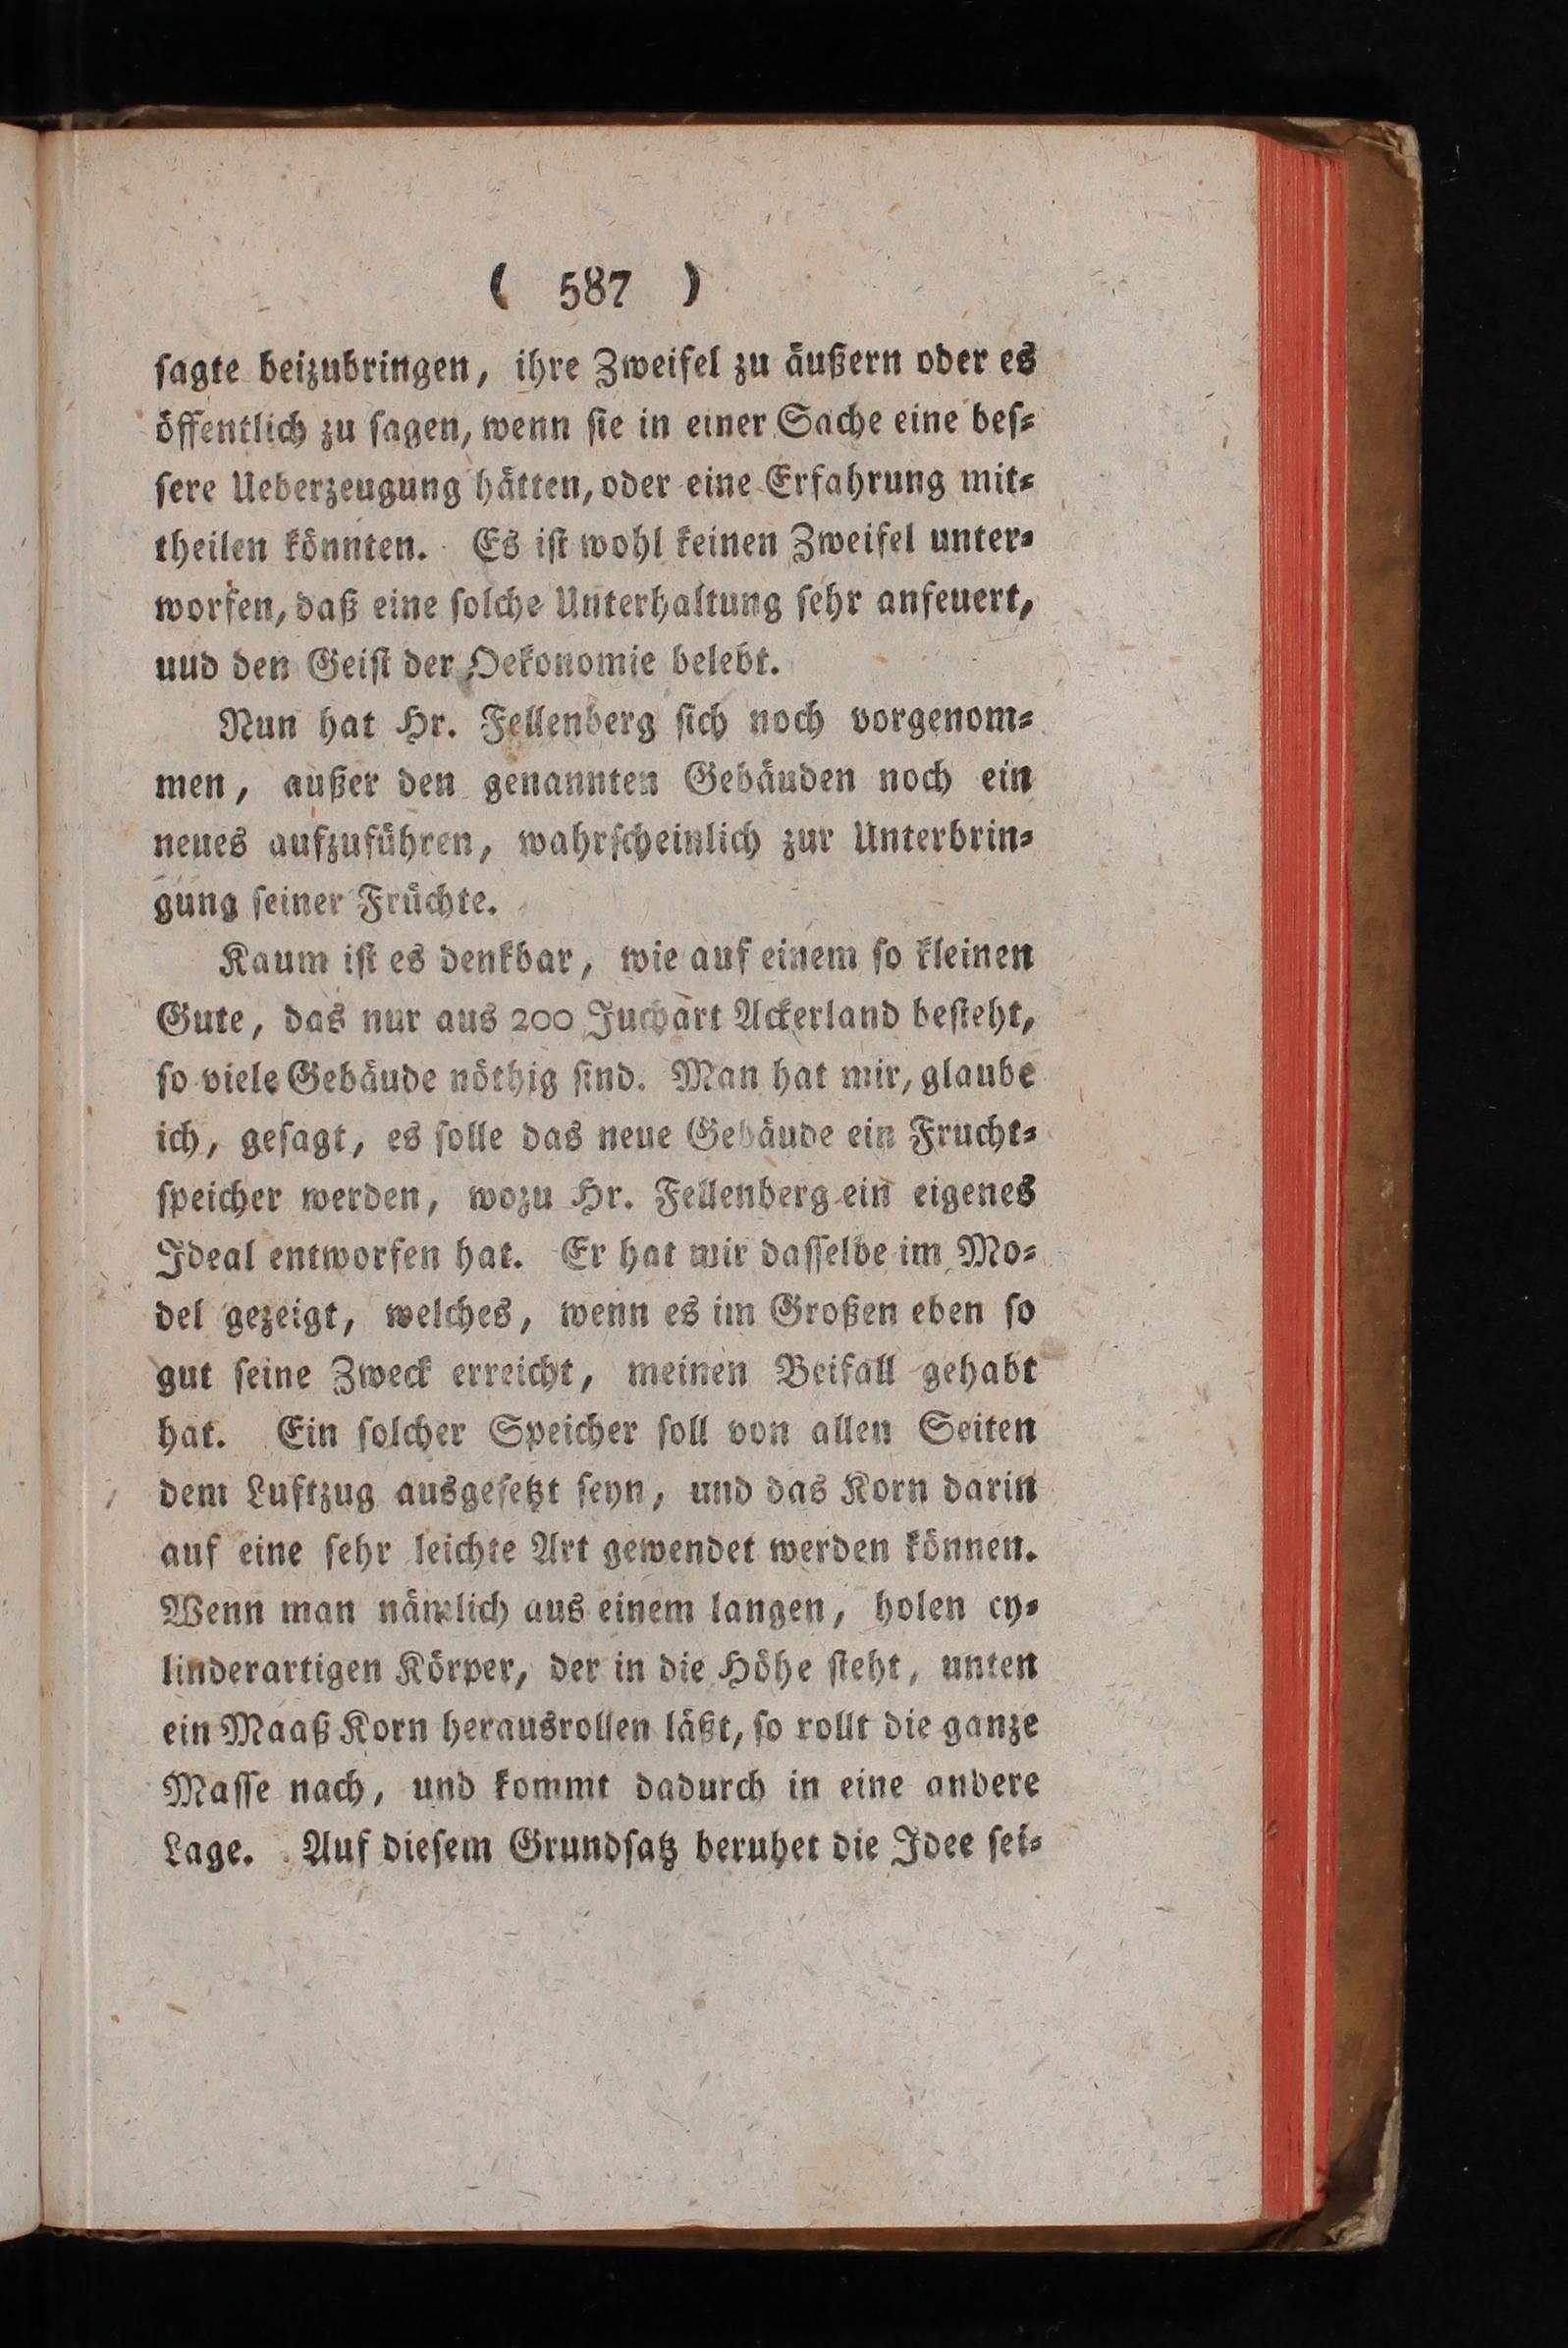 ( 587 )
ſagte beizubringen, ihre Zweifel zu äußern oder es
öffentlich zu ſagen, wenn ſie in einer Sache eine beſ⸗
ſere Ueberzeugung hätten, oder eine Erfahrung mit⸗
theilen könnten. Es iſt wohl keinen Zweifel unter⸗
worfen, daß eine ſolche Unterhaltung ſehr anfeuert,
uud den Geiſt der Oekonomie belebt.
Nun hat Hr. Fellenberg ſich noch vorgenom⸗
men, außer den genannten Gebäuden noch ein
neues aufzuführen, wahrſcheinlich zur Unterbrin⸗
gung ſeiner Früchte.
Kaum iſt es denkbar, wie auf einem ſo kleinen
Gute, das nur aus 200 Juchart Ackerland beſteht,
ſo viele Gebäude nöthig ſind. Man hat mir, glaube
ich, geſagt, es ſolle das neue Gebäude ein Frucht⸗
ſpeicher werden, wozu Hr. Fellenberg ein eigenes
Ideal entworfen hat. Er hat mir daſſelbe im Mo⸗
del gezeigt, welches, wenn es im Großen eben ſo
gut ſeine Zweck erreicht, meinen Beifall gehabt
hat. Ein ſolcher Speicher ſoll von allen Seiten
dem Luftzug ausgeſetzt ſeyn, und das Korn darin
auf eine ſehr leichte Art gewendet werden können.
Wenn man nämlich aus einem langen, holen cy⸗
linderartigen Körper, der in die Höhe ſteht, unten
ein Maaß Korn herausrollen läßt, ſo rollt die ganze
Maſſe nach, und kommt dadurch in eine andere
Lage. Auf dieſem Grundſatz beruhet die Idee ſei⸗